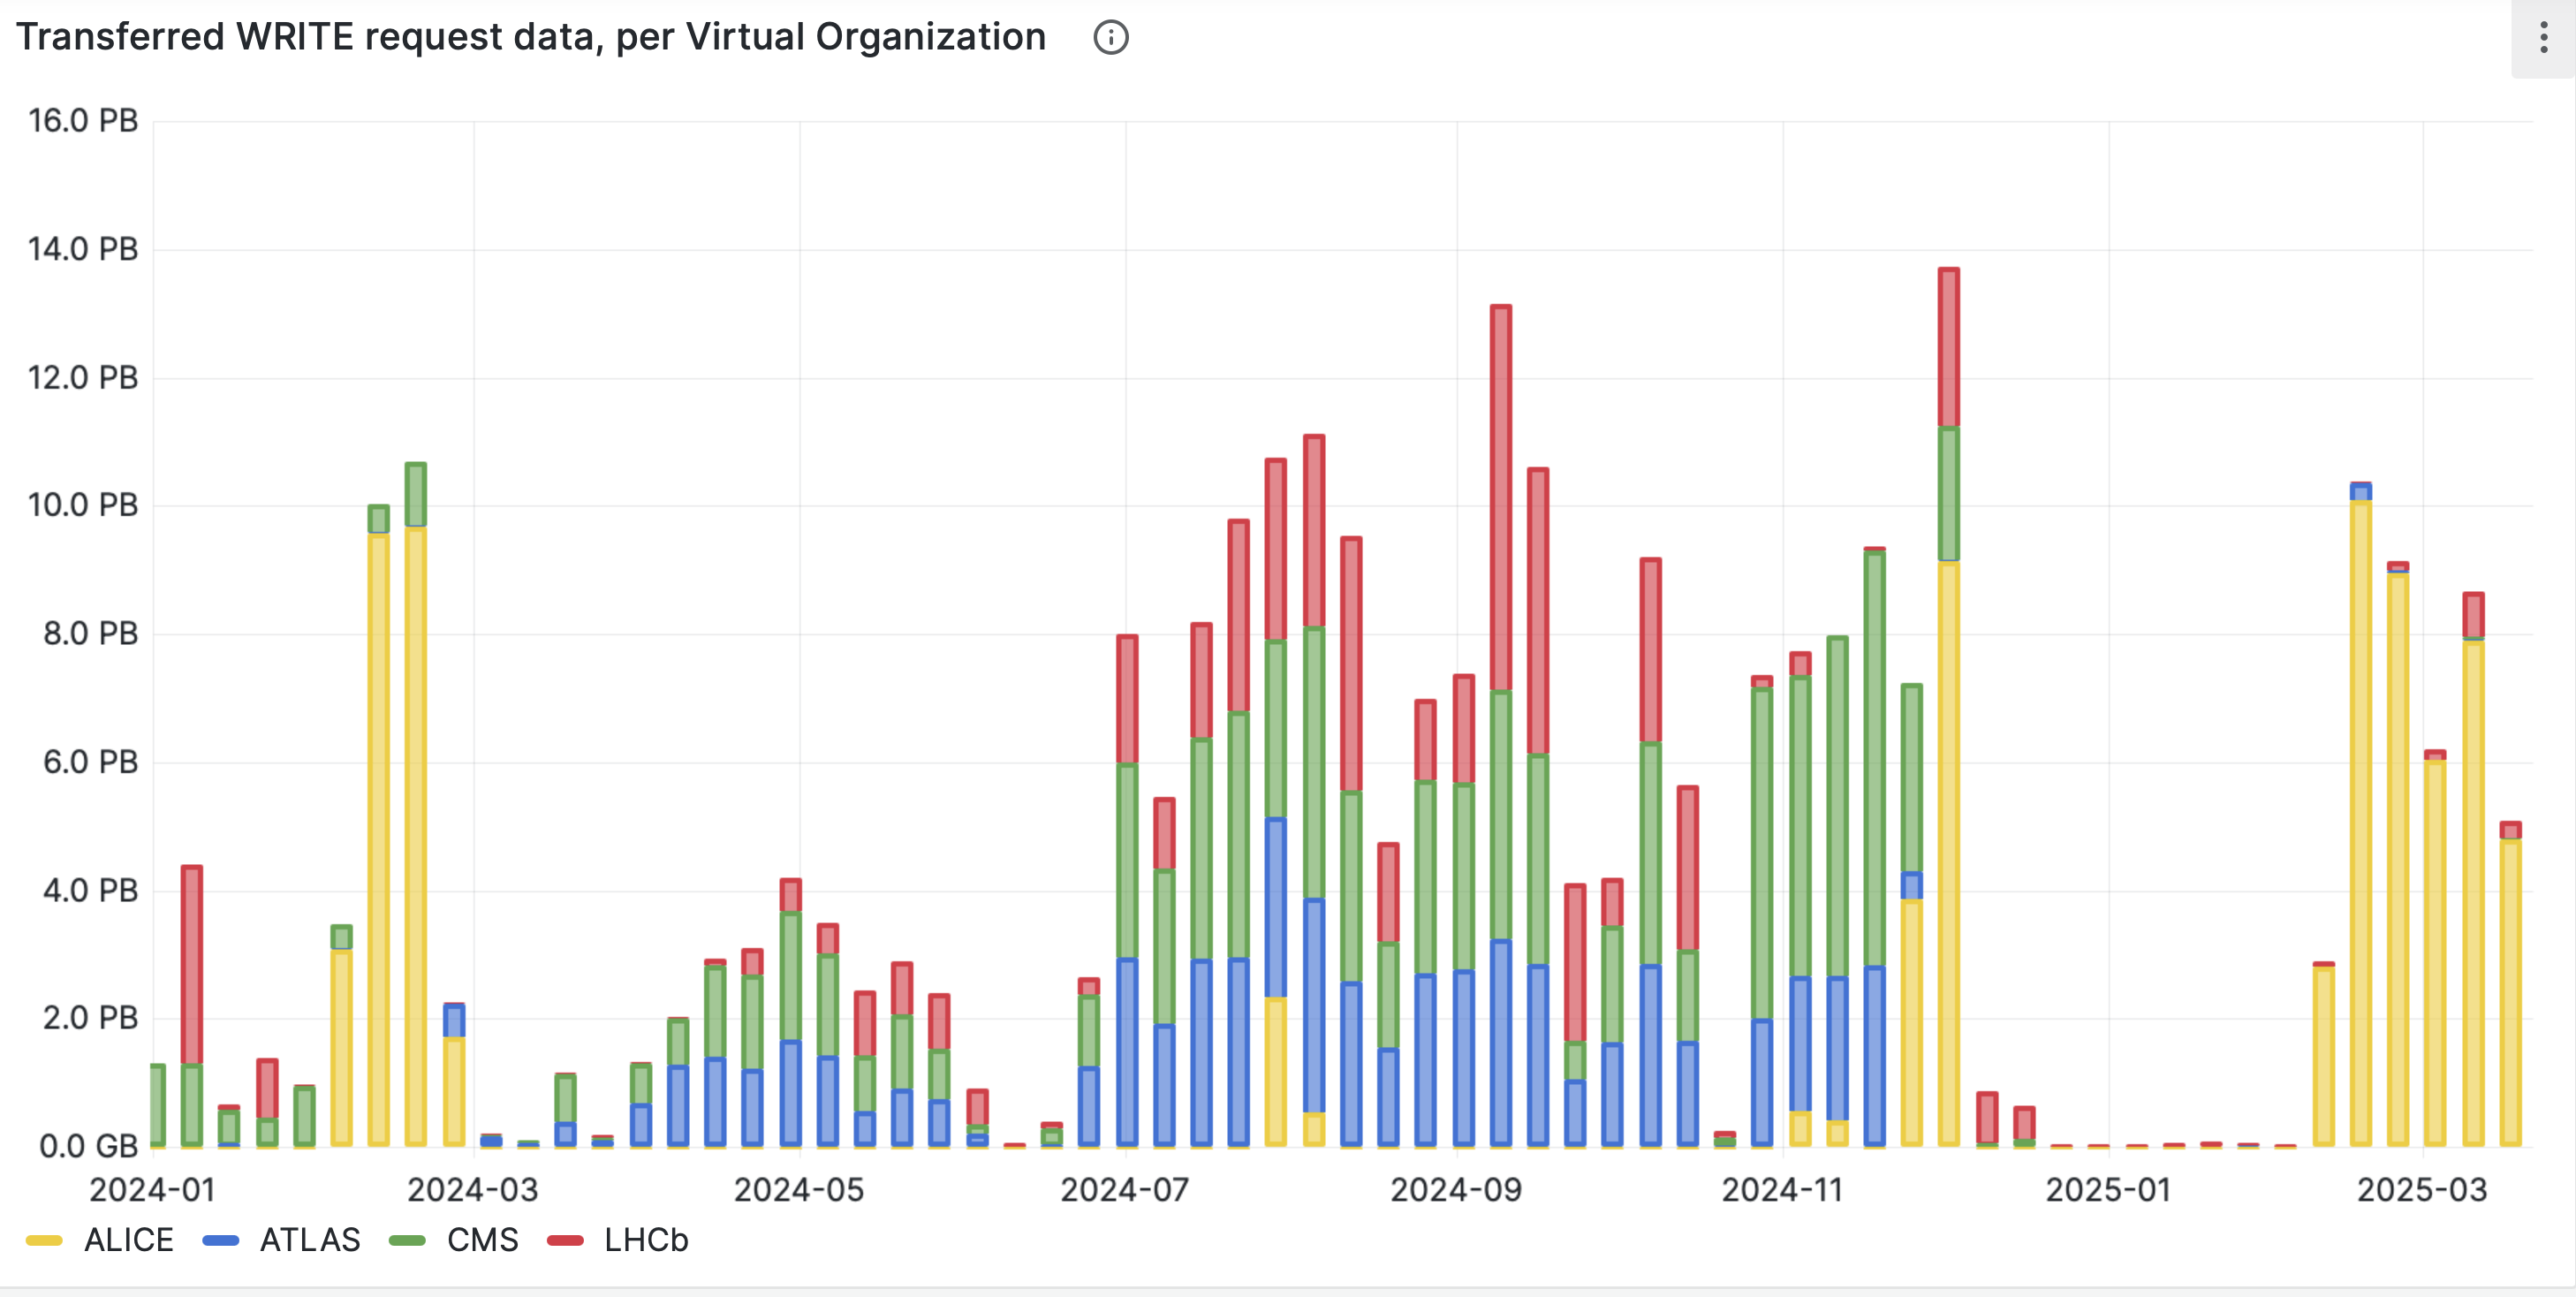 Transferred WRITE request data, per Virtual Organization
16.0 PB
14.0 PB
12.0 PB
10.0 PB
8.0 PB
6.0 PB
4.0 PB
2.0 PB
0.0 GB
2024-01 2024-03 2024-05 2024-07 2024-09 2024-11 2025-01 2025-03
ALICE ATLAS CMS LHCb